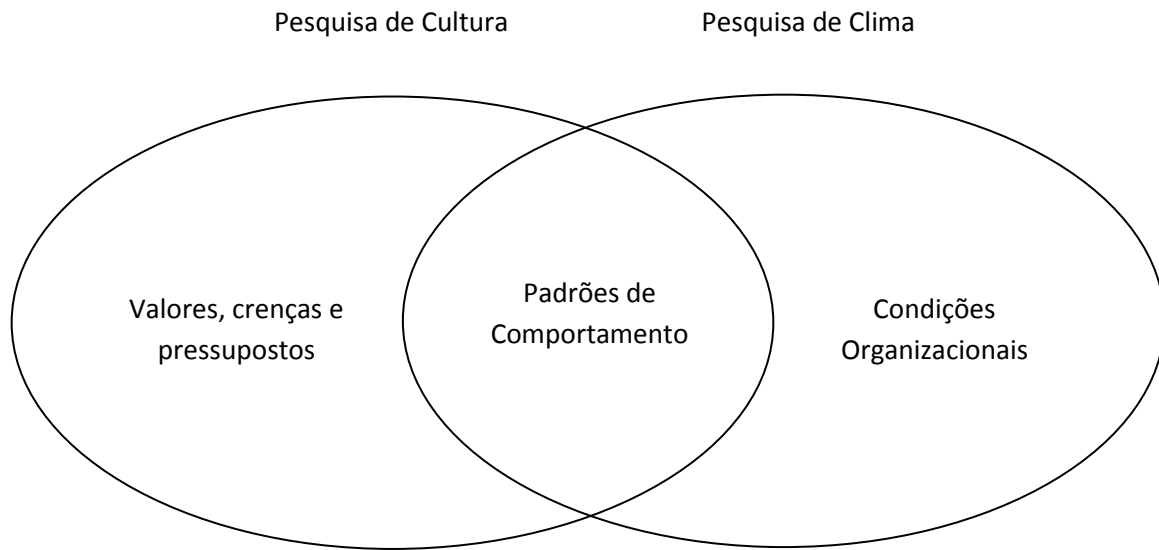 Pesquisa de Cultura
Pesquisa de Clima
Valores, crenças e
pressupostos
Padrões de
Comportamento
Condições
Organizacionais